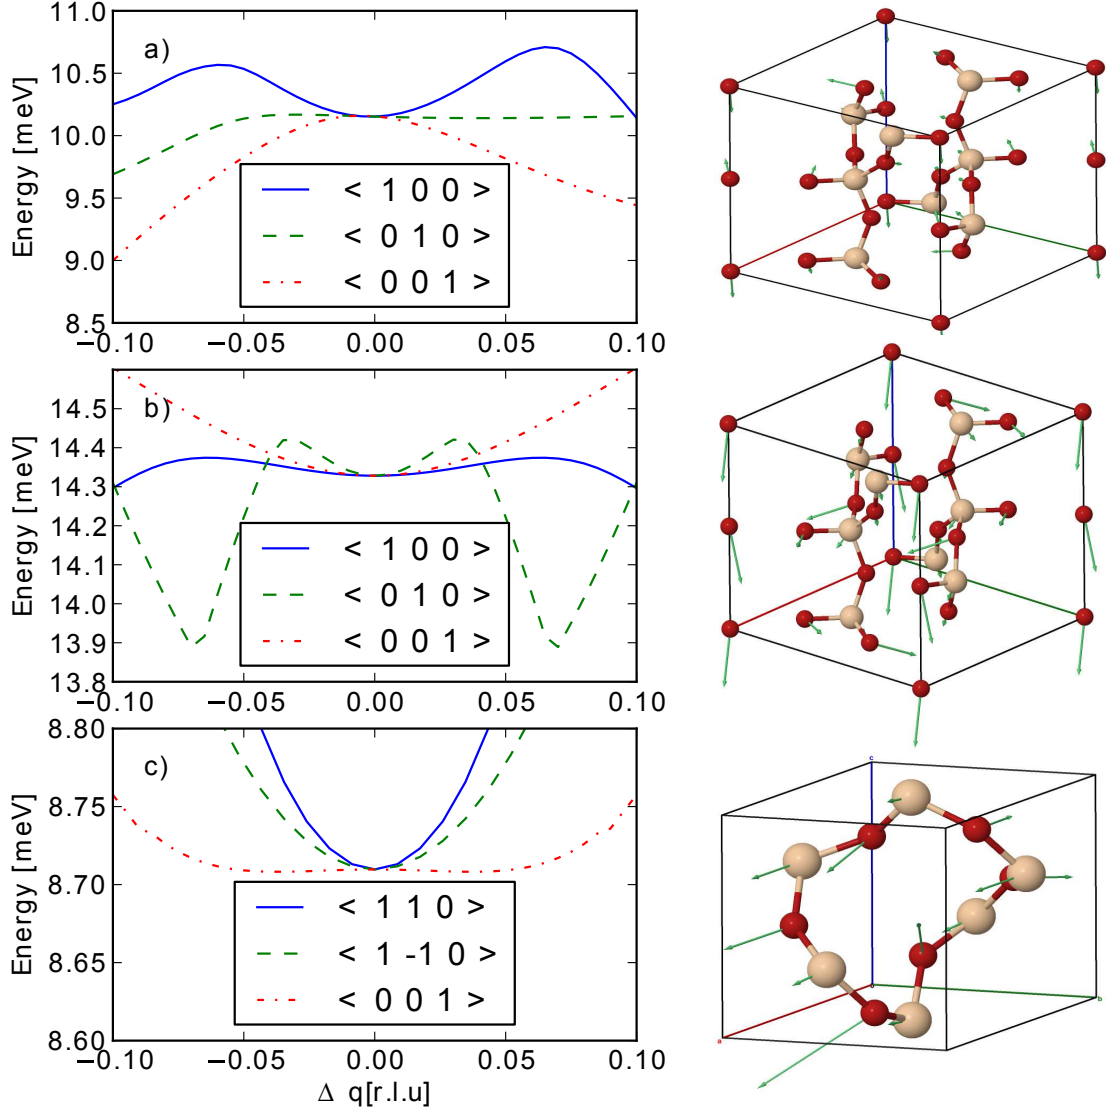 11.0
a)
10.5
10.0
9.5
9.0
8.5
Energy [meV]
< 1 0 0 >
< 0 1 0 >
< 0 0 1 >
−0.10 −0.05 0.00 0.05 0.10
b)
14.5
14.4
14.3
14.2
14.1
14.0
13.9
13.8
Energy [meV]
< 1 0 0 >
< 0 1 0 >
< 0 0 1 >
−0.10 −0.05 0.00 0.05 0.10
8.80
c)
8.75
8.70
8.65
8.60
Energy [meV]
< 1 1 0 >
< 1 -1 0 >
< 0 0 1 >
−0.10 −0.05 0.00 0.05 0.10
Δ q[r.l.u]
c
a
b